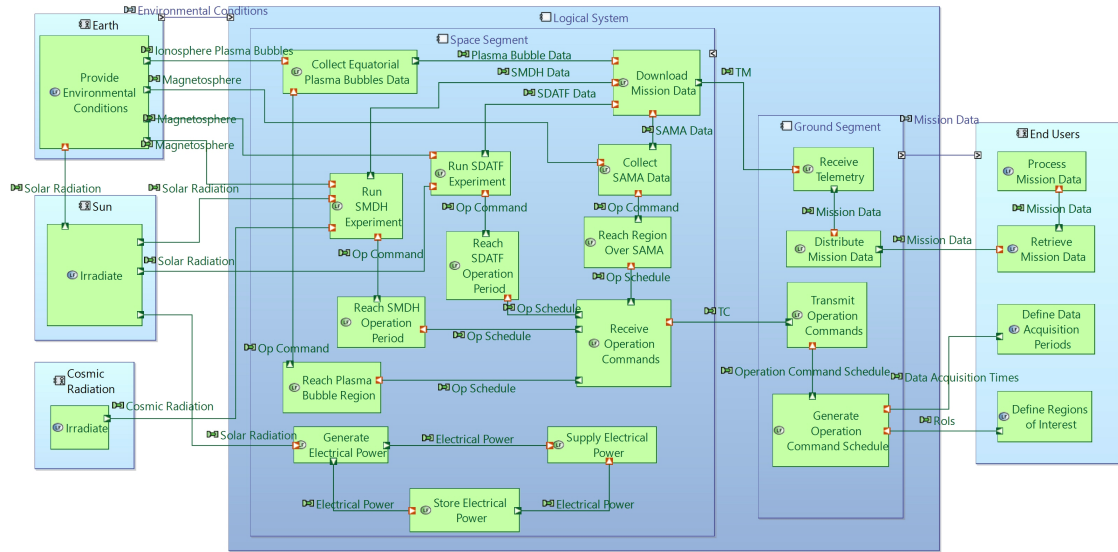 Environmental Conditions
Logical System
Earth
Space Segment
Ionosphere Plasma Bubbles
Plasma Bubble Data
Collect Equatorial
Plasma Bubbles Data
Download
Mission Data
TM
SMDH Data
Provide
Environmental
Conditions
Magnetosphere
SDATF Data
Magnetosphere
SAMA Data
Ground Segment
Mission Data
End Users
Magnetosphere
Run SDATF
Experiment
Collect
SAMA Data
Receive
Telemetry
Process
Mission Data
Solar Radiation
Solar Radiation
Run
SMDH
Experiment
Sun
Op Command
Op Command
Mission Data
Mission Data
Reach
SDATF
Operation
Period
Reach Region
Over SAMA
Distribute
Mission Data
Mission Data
Retrieve
Mission Data
Op Command
Solar Radiation
Irradiate
Op Schedule
Reach SMDH
Operation
Period
Op Schedule
Op Schedule
Receive
Operation
Commands
TC
Transmit
Operation
Commands
Define Data
Acquisition
Periods
Op Command
Cosmic
Radiation
Reach Plasma
Bubble Region
Op Schedule
Operation Command Schedule
Data Acquisition Times
Cosmic Radiation
Irradiate
Generate
Operation
Command Schedule
RoIs
Define Regions
of Interest
Solar Radiation
Generate
Electrical Power
Electrical Power
Supply Electrical
Power
Electrical Power
Store Electrical
Power
Electrical Power